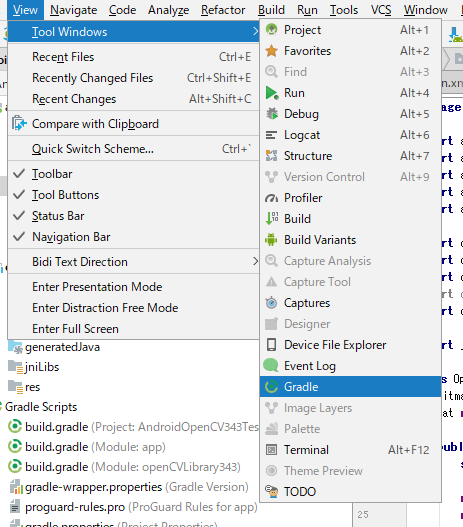 View Navigate Code Analyze Refactor Build Run Tools VCS Window
Tool Windows
Recent Files Ctrl+E
Recently Changed Files Ctrl+Shift+E
Recent Changes Alt+Shift+C
Compare with Clipboard
Quick Switch Scheme... Ctrl+`
Toolbar
Tool Buttons
Status Bar
Navigation Bar
Bidi Text Direction
Enter Presentation Mode
Enter Distraction Free Mode
Enter Full Screen
Project Alt+1
Favorites Alt+2
Find Alt+3
Run Alt+4
Debug Alt+5
Logcat Alt+6
Structure Alt+7
Version Control Alt+9
Profiler
Build
Build Variants
Capture Analysis
Capture Tool
Captures
Designer
Device File Explorer
Event Log
Gradle
Image Layers
Palette
Terminal Alt+F12
Theme Preview
TODO
generatedJava
jniLibs
res
Gradle Scripts
build.gradle (Project: AndroidOpenCV343Tes
build.gradle (Module: app)
build.gradle (Module: openCVLibrary343)
gradle-wrapper.properties (Gradle Version)
proguard-rules.pro (ProGuard Rules for app)
gradle.properties (Project Properties)
25